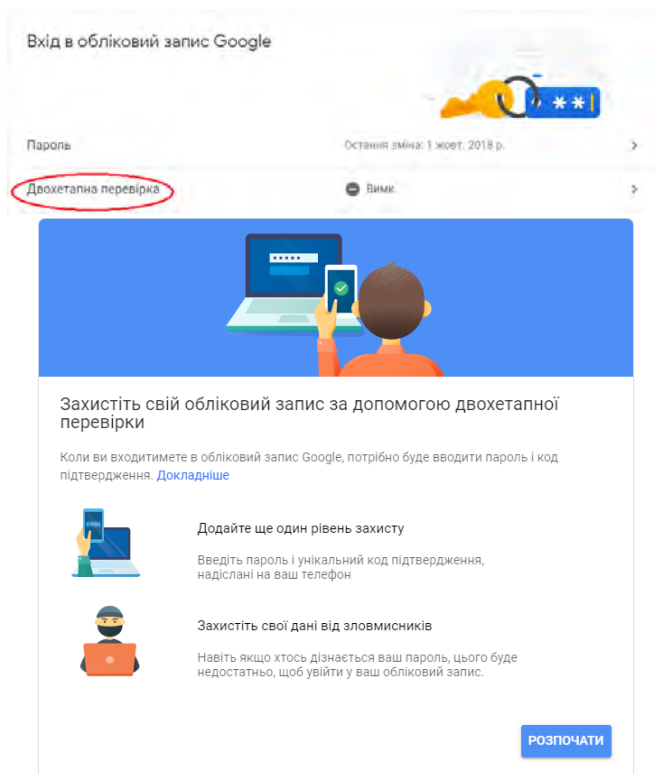 Вхід в обліковий запис Google
**
Пароль
Остання зміна: 1 жовт. 2018 р.
Двохетапна перевірка
Вимк.
Захистіть свій обліковий запис за допомогою двохетапної
перевірки
Коли ви входитимете в обліковий запис Google, потрібно буде вводити пароль і код
підтвердження. Докладніше
Додайте ще один рівень захисту
Введіть пароль і унікальний код підтвердження,
надіслані на ваш телефон
Захистіть свої дані від зловмисників
Навіть якщо хтось дізнається ваш пароль, цього буде
недостатньо, щоб увійти у ваш обліковий запис.
РОЗПОЧАТИ